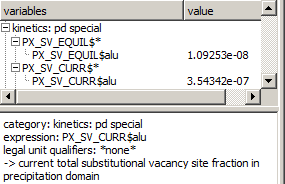 variables value
kinetics: pd special
PX_SV_EQUIL$*
PX_SV_EQUIL$alu 1.09253e-08
PX_SV_CURR$*
PX_SV_CURR$alu 3.54342e-07
category: kinetics: pd special
expression: PX_SV_CURR$alu
legal unit qualifiers: *none*
-> current total substitutional vacancy site fraction in
precipitation domain